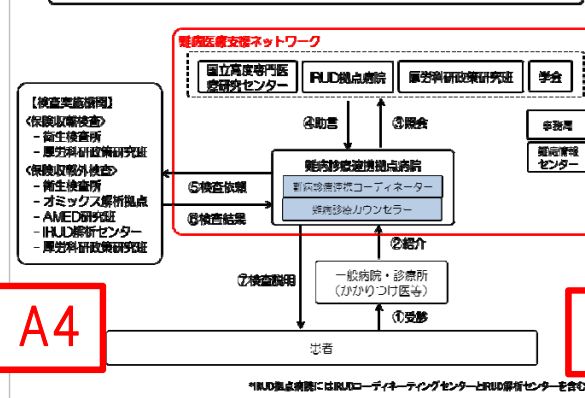 難病医療支援ネットワーク
国立高度専門医
療研究センター
IRUD拠点病院
厚労科研政策研究班
学会
【検査実施機関】
<保険収載検査>
- 衛生検査所
- 厚労科研政策研究班
<保険収載外検査>
- 衛生検査所
- オミックス解析拠点
- AMED研究班
- IRUD解析センター
- 厚労科研政策研究班
④助言
③照会
事務局
難病情報
センター
難病診療連携拠点病院
難病診療連携コーディネーター
難病診療カウンセラー
⑤検査依頼
⑥検査結果
②紹介
⑦検査説明
一般病院・診療所
(かかりつけ医等)
①受診
A4
患者
*IRUD拠点病院にはIRUDコーディネーティングセンターとIRUD解析センターを含む